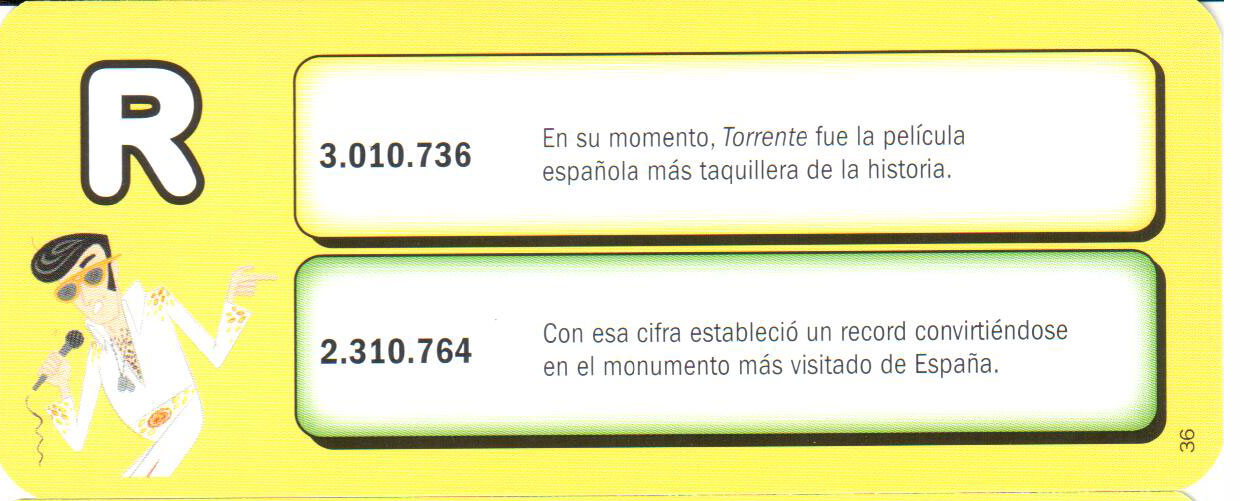 R
3.010.736
En su momento, Torrente fue la película
española más taquillera de la historia.
2.310.764
Con esa cifra estableció un record convirtiéndose
en el monumento más visitado de España.
36